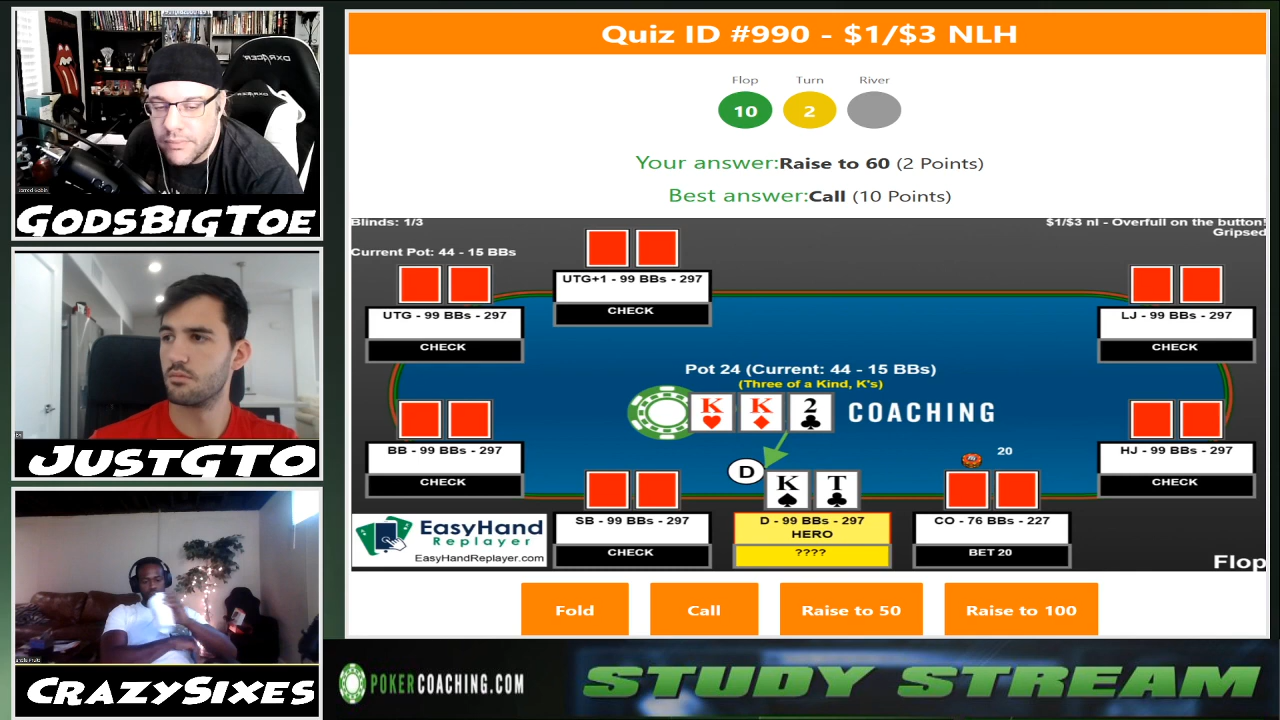 GodsBigToe
JustGTO
CrazySixes
Quiz ID #990 - $1/$3 NLH
Flop
Turn
River
10
2
Your answer:Raise to 60 (2 Points)
Best answer:Call (10 Points)
Blinds: 1/3
$1/$3 nl - Overfull on the button!
Gripsed
Current Pot: 44 - 15 BBs
UTG+1 - 99 BBs - 297
CHECK
UTG - 99 BBs - 297
CHECK
LJ - 99 BBs - 297
CHECK
Pot 24 (Current: 44 - 15 BBs)
(Three of a Kind, K's)
K
K
2
COACHING
BB - 99 BBs - 297
CHECK
D
K
T
20
HJ - 99 BBs - 297
CHECK
EasyHand
Replayer
EasyHandReplayer.com
SB - 99 BBs - 297
CHECK
D - 99 BBs - 297
HERO
????
CO - 76 BBs - 227
BET 20
Flop
Fold
Call
Raise to 50
Raise to 100
POKERCOACHING.COM
STUDY STREAM